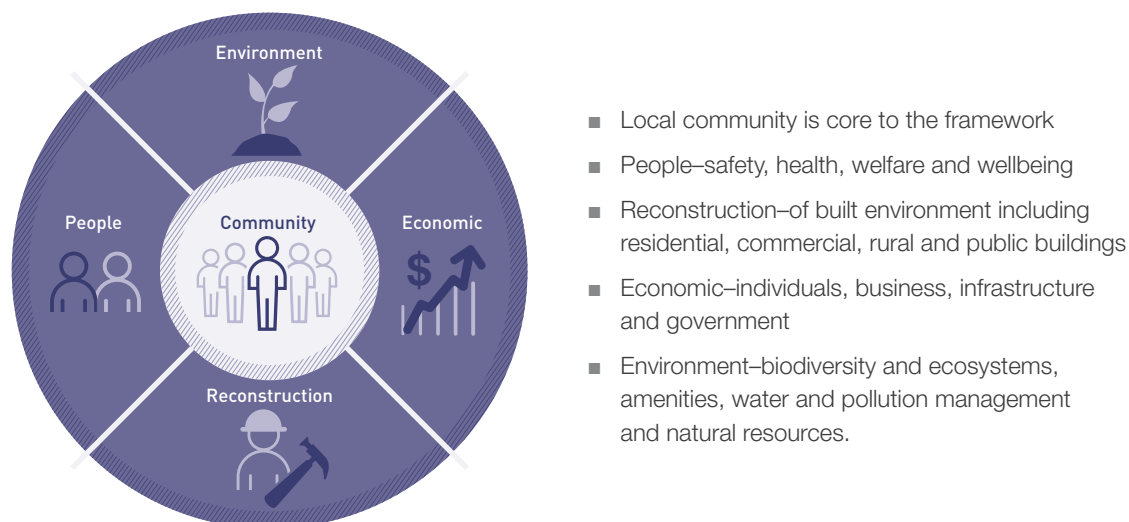 Environment
People
Community
Economic
$
Reconstruction
■ Local community is core to the framework
■ People–safety, health, welfare and wellbeing
■ Reconstruction–of built environment including
residential, commercial, rural and public buildings
■ Economic–individuals, business, infrastructure
and government
■ Environment–biodiversity and ecosystems,
amenities, water and pollution management
and natural resources.